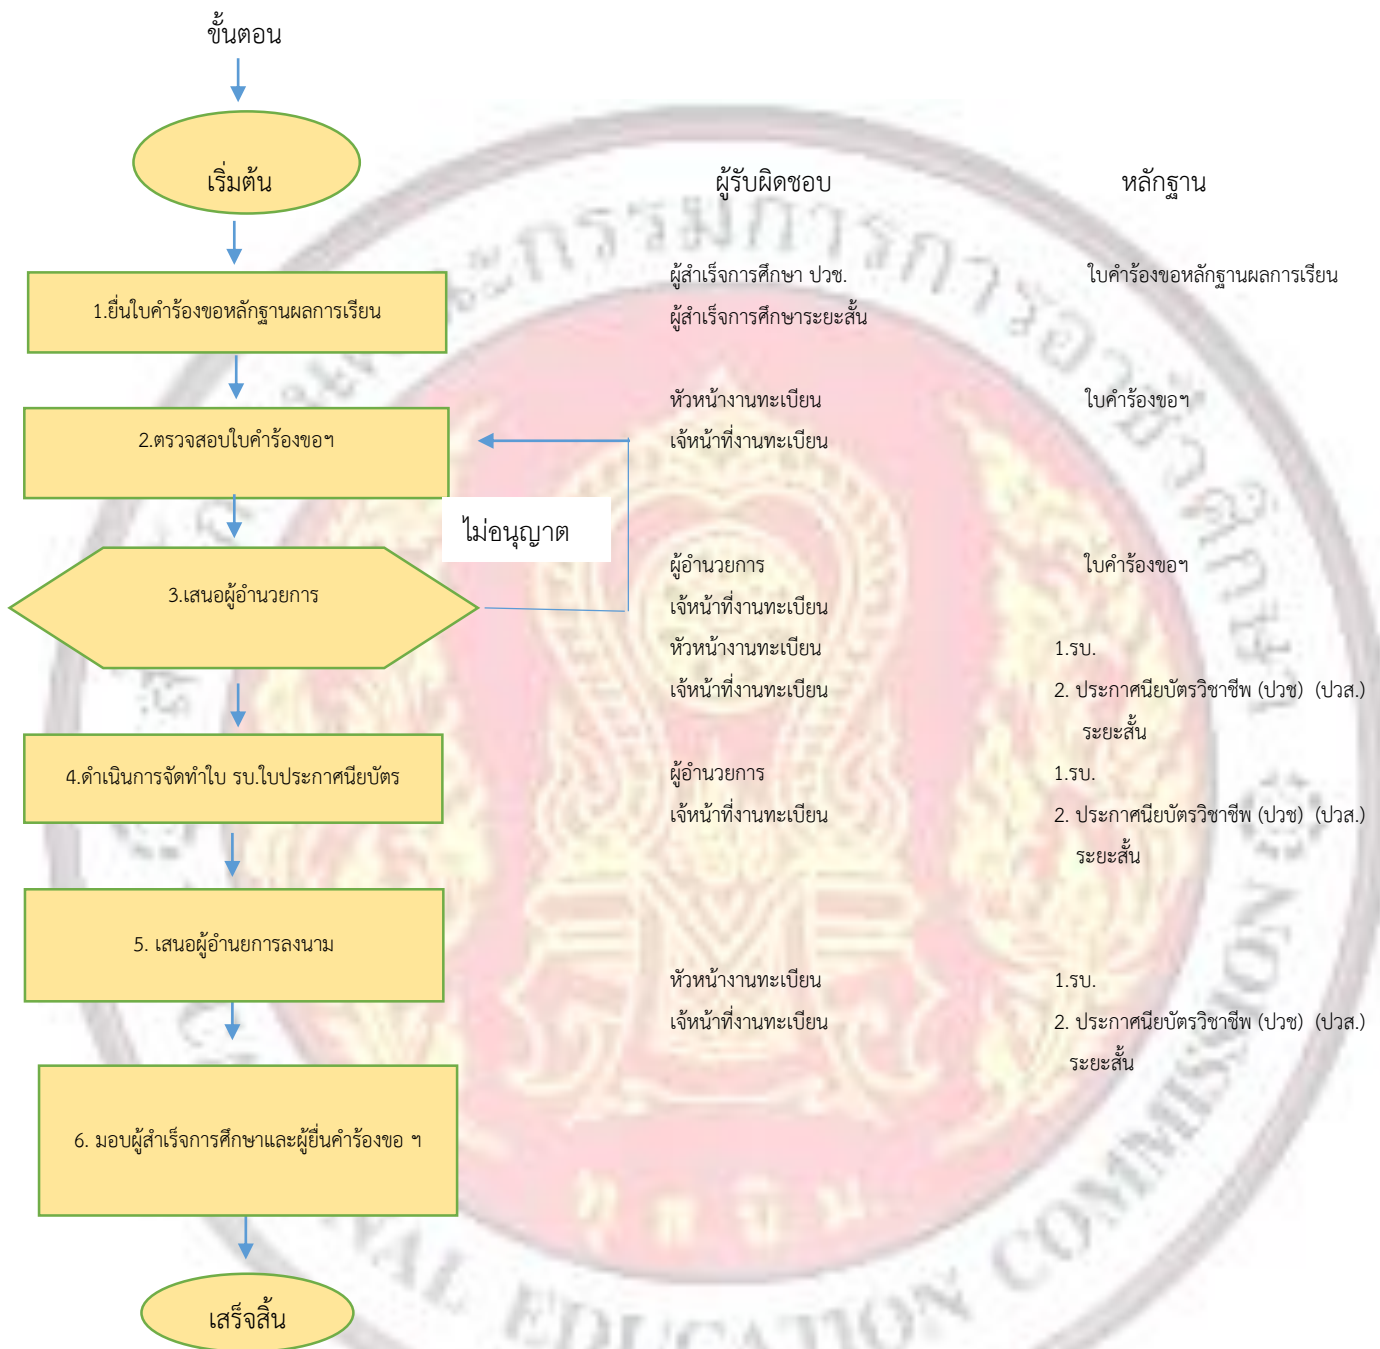 ขั้นตอน
เริ่มต้น
ผู้รับผิดชอบ
หลักฐาน
1.ยื่นใบคำร้องขอหลักฐานผลการเรียน
ผู้สำเร็จการศึกษา ปวช.
ใบคำร้องขอหลักฐานผลการเรียน
ผู้สำเร็จการศึกษาระยะสั้น
2.ตรวจสอบใบคำร้องขอฯ
หัวหน้างานทะเบียน
ใบคำร้องขอฯ
เจ้หน้าที่งานทะเบียน
ไม่อนุญาต
3.เสนอผู้อำนวยการ
ผู้อำนวยการ
ใบคำร้องขอฯ
เจ้หน้าที่งานทะเบียน
หัวหน้างานทะเบียน
1.รบ.
เจ้หน้าที่งานทะเบียน
2. ประกาศนียบัตรวิชาชีพ (ปวช) (ปวส.)
ระยะสั้น
4.ดำเนินการจัดทำใบ รบ.ใบประกาศนียบัตร
ผู้อำนวยการ
1.รบ.
เจ้หน้าที่งานทะเบียน
2. ประกาศนียบัตรวิชาชีพ (ปวช) (ปวส.)
ระยะสั้น
5. เสนอผู้อำนยการลงนาม
หัวหน้างานทะเบียน
1.รบ.
เจ้หน้าที่งานทะเบียน
2. ประกาศนียบัตรวิชาชีพ (ปวช) (ปวส.)
ระยะสั้น
6. มอบผู้สำเร็จการศึกษาและผู้ยื่นคำร้องขอ ฯ
เสร็จสิ้น
EDUCATION COMMISSION